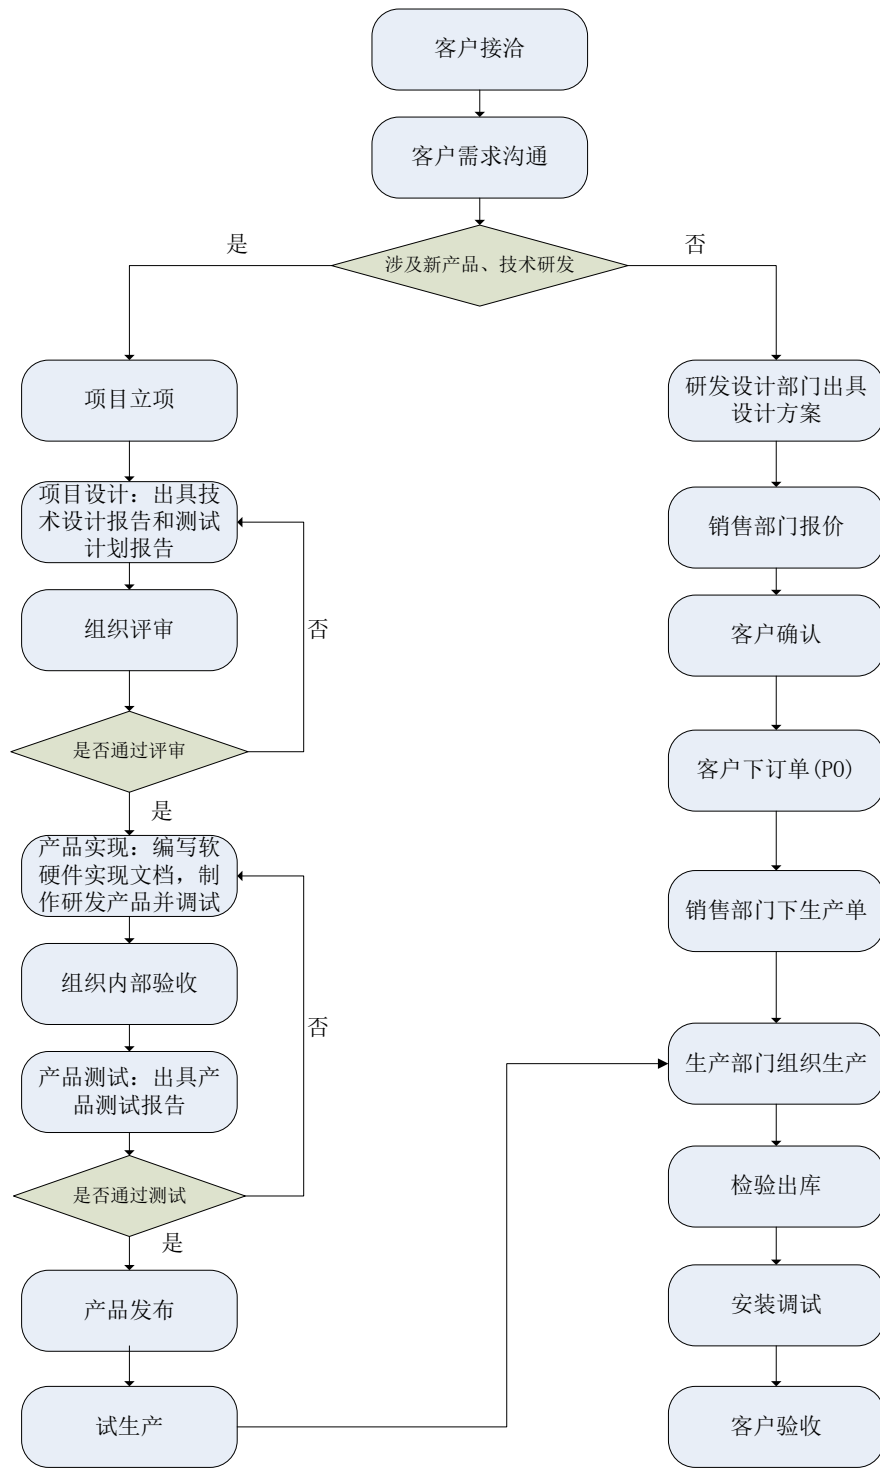 客户接洽
客户需求沟通
是
否
涉及新产品、技术研发
项目立项
研发设计部门出具
设计方案
项目设计：出具技
术设计报告和测试
计划报告
销售部门报价
组织评审
否
客户确认
是否通过评审
客户下订单(PO)
是
产品实现：编写软
硬件实现文档，制
作研发产品并调试
销售部门下生产单
组织内部验收
否
产品测试：出具产
品测试报告
生产部门组织生产
是否通过测试
检验出库
是
产品发布
安装调试
试生产
客户验收